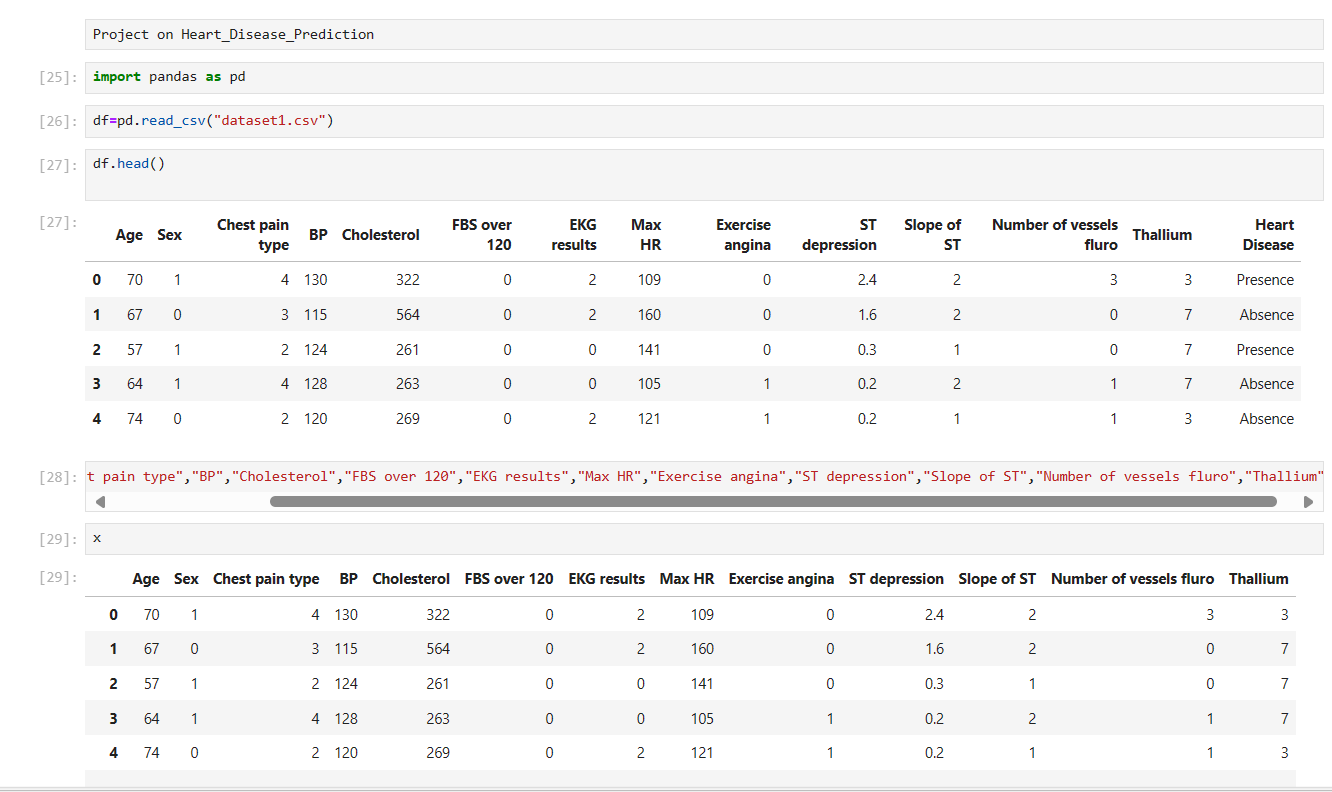 Project on Heart_Disease_Prediction
[25]: import pandas as pd
[26]: df=pd.read_csv("dataset1.csv")
[27]: df.head()
[27]: Age Sex Chest pain type BP Cholesterol FBS over 120 EKG results Max HR Exercise angina ST depression Slope of ST Number of vessels fluro Thallium Heart Disease
0 70 1 4 130 322 0 2 109 0 2.4 2 3 3 Presence
1 67 0 3 115 564 0 2 160 0 1.6 2 0 7 Absence
2 57 1 2 124 261 0 0 141 0 0.3 1 0 7 Presence
3 64 1 4 128 263 0 0 105 1 0.2 2 1 7 Absence
4 74 0 2 120 269 0 2 121 1 0.2 1 1 3 Absence
[28]: t pain type","BP","Cholesterol","FBS over 120","EKG results","Max HR","Exercise angina","ST depression","Slope of ST","Number of vessels fluro","Thallium"
[29]: x
[29]: Age Sex Chest pain type BP Cholesterol FBS over 120 EKG results Max HR Exercise angina ST depression Slope of ST Number of vessels fluro Thallium
0 70 1 4 130 322 0 2 109 0 2.4 2 3 3
1 67 0 3 115 564 0 2 160 0 1.6 2 0 7
2 57 1 2 124 261 0 0 141 0 0.3 1 0 7
3 64 1 4 128 263 0 0 105 1 0.2 2 1 7
4 74 0 2 120 269 0 2 121 1 0.2 1 1 3